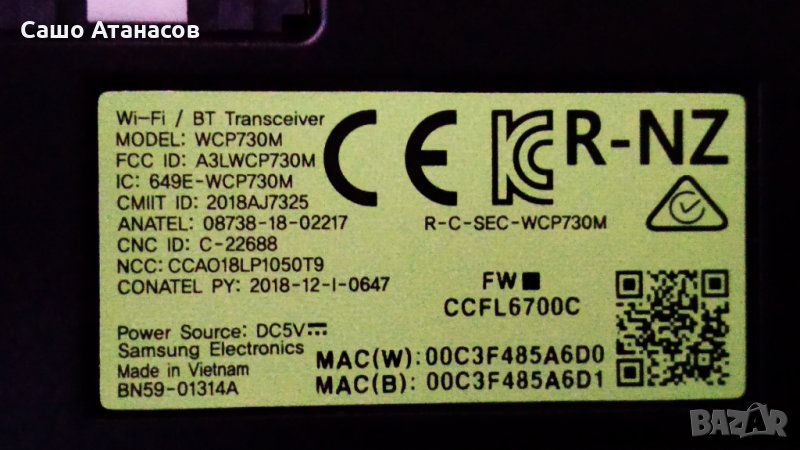 Сашо Атанасов
Wi-Fi / BT Transceiver
MODEL: WCP730M
FCC ID: A3LWCP730M
IC: 649E-WCP730M
CMIIT ID: 2018AJ7325
ANATEL: 08738-18-02217
CNC ID: C-22688
NCC: CCAO18LP1050T9
CONATEL PY: 2018-12-I-0647
CE
KC
R-NZ
R-C-SEC-WCP730M
FW■
CCFL6700C
Power Source: DC5V⎓
Samsung Electronics
Made in Vietnam
BN59-01314A
MAC(W): 00C3F485A6D0
MAC(B): 00C3F485A6D1
BAZAR